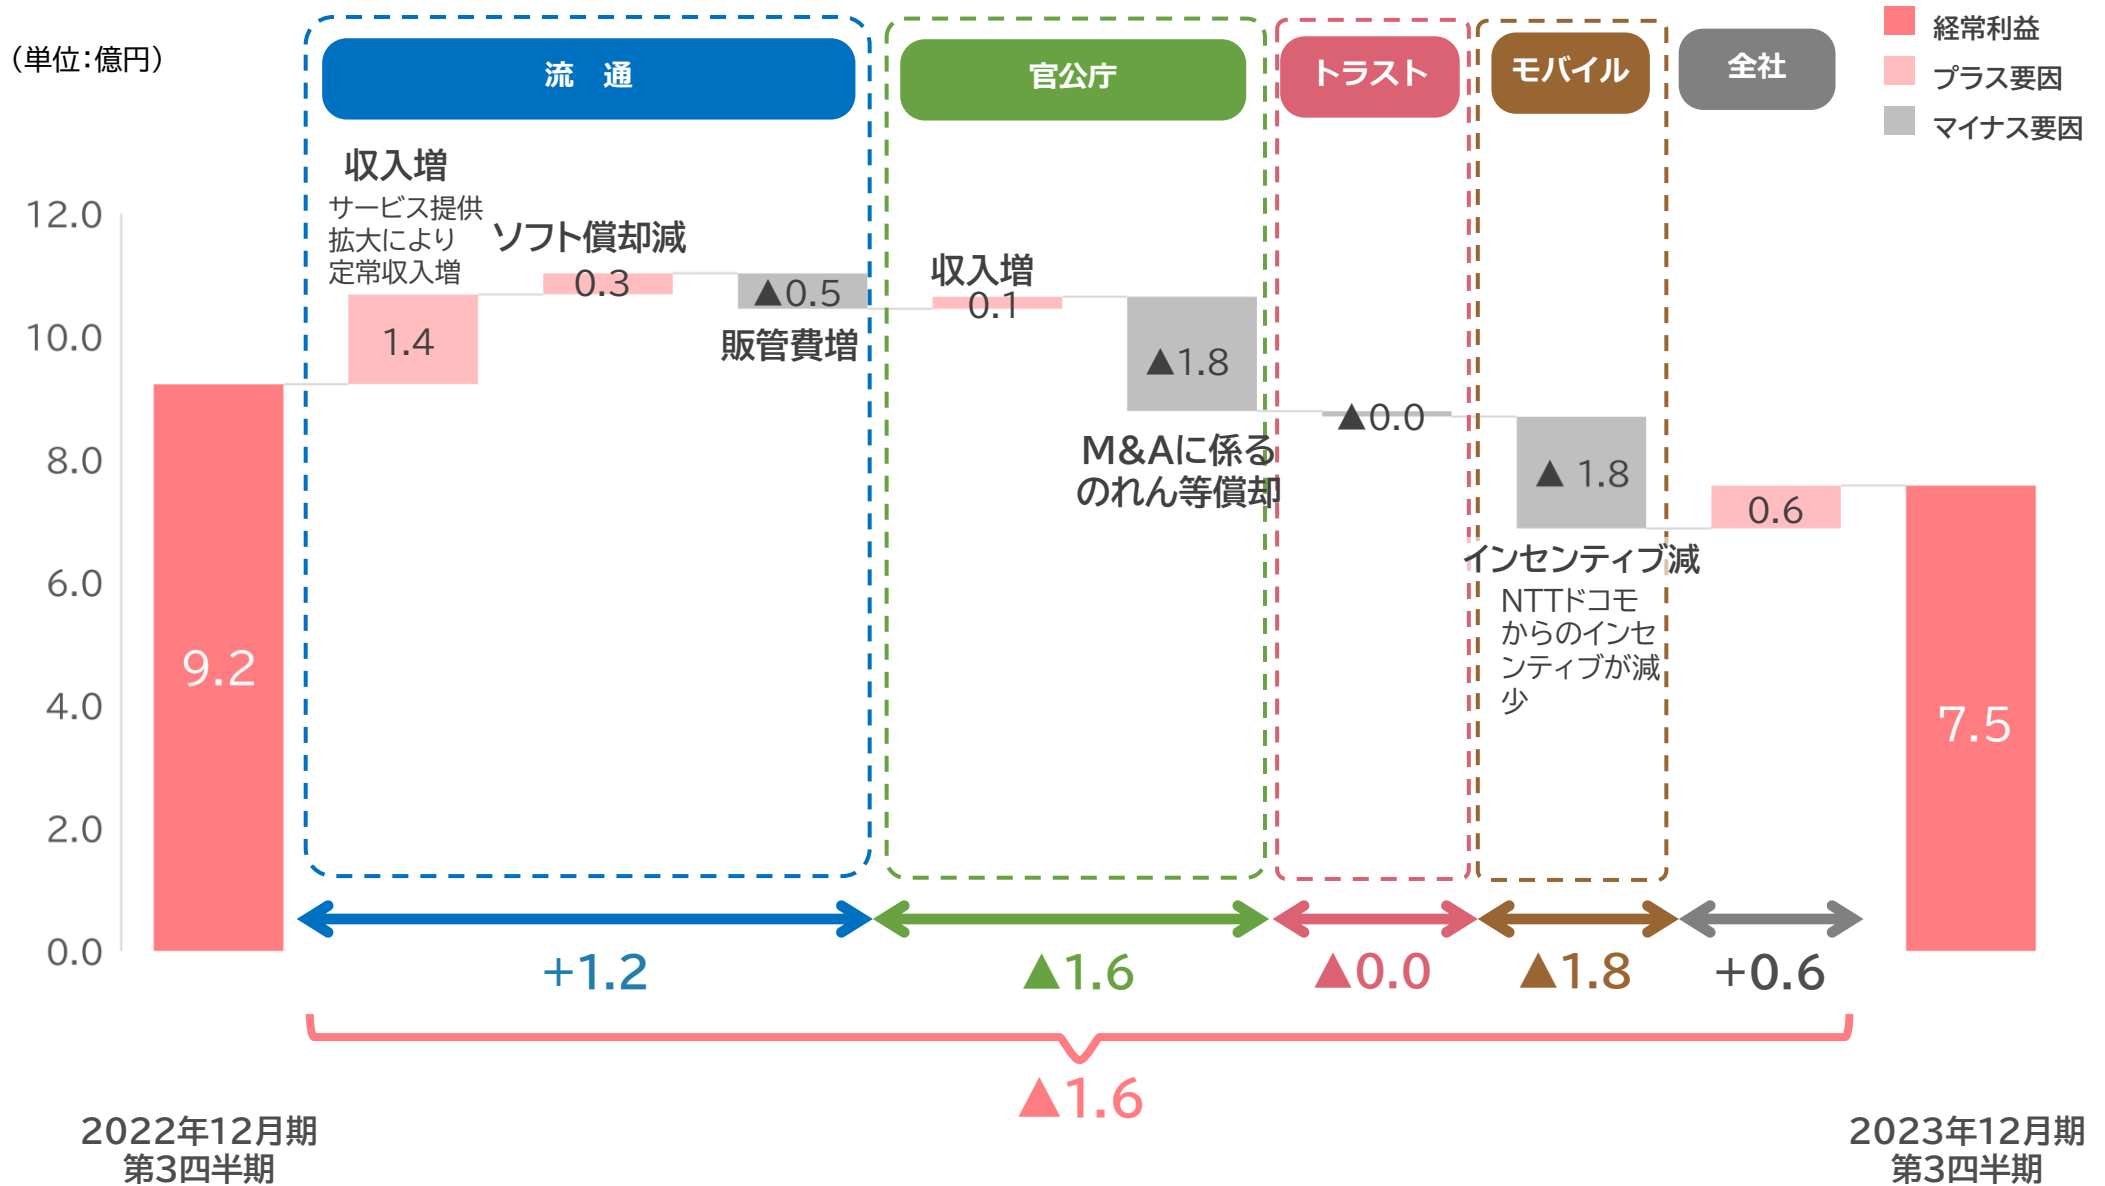 (単位:億円)
流　通
官公庁
トラスト
モバイル
全社
経常利益
プラス要因
マイナス要因
12.0
10.0
8.0
6.0
4.0
2.0
0.0
9.2
収入増
サービス提供
拡大により
定常収入増
1.4
ソフト償却減
0.3
▲0.5
販管費増
収入増
0.1
▲1.8
M&Aに係る
のれん等償却
▲0.0
▲ 1.8
インセンティブ減
NTTドコモ
からのインセ
ンティブが減
少
0.6
7.5
+1.2
▲1.6
▲0.0
▲1.8
+0.6
▲1.6
2022年12月期
第3四半期
2023年12月期
第3四半期